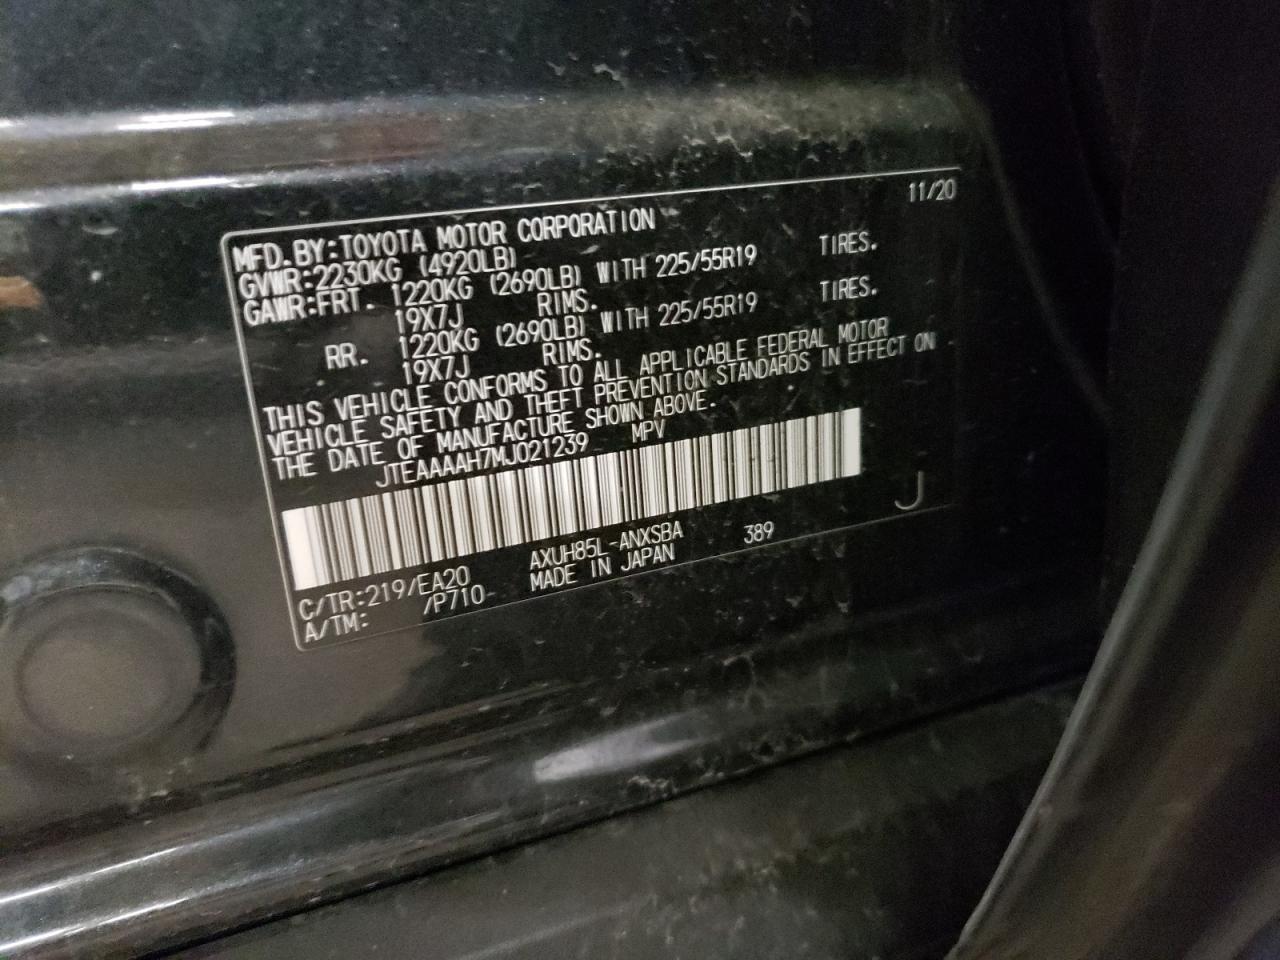 11/20
MFD.BY:TOYOTA MOTOR CORPORATION
GVWR:2230KG (4920LB)
GAWR:FRT. 1220KG (2690LB) WITH 225/55R19 TIRES.
19X7J RIMS.
RR. 1220KG (2690LB) WITH 225/55R19 TIRES.
19X7J RIMS.
THIS VEHICLE CONFORMS TO ALL APPLICABLE FEDERAL MOTOR
VEHICLE SAFETY AND THEFT PREVENTION STANDARDS IN EFFECT ON
THE DATE OF MANUFACTURE SHOWN ABOVE.
JTEAAAAH7MJ021239 MPV
J
C/TR:219/EA20 AXUH85L-ANXSBA 389
A/TM: /P710 MADE IN JAPAN